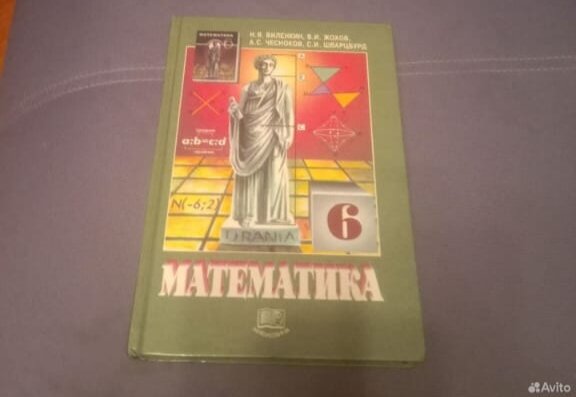 Н.Я. ВИЛЕНКИН, В.И. ЖОХОВ,
А.С. ЧЕСНОКОВ, С.И. ШВАРЦБУРД
МАТЕМАТИКА
a:b=c:d
N(-6;2)
URANIA
6
МАТЕМАТИКА
Avito